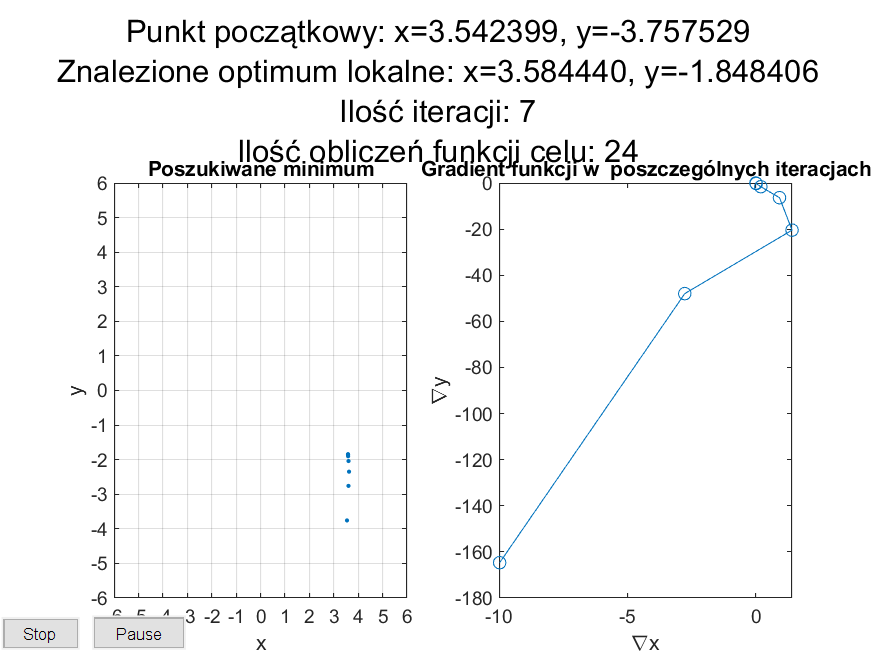 Punkt początkowy: x=3.542399, y=-3.757529
Znalezione optimum lokalne: x=3.584440, y=-1.848406
Ilość iteracji: 7
Ilość obliczeń funkcji celu: 24
Poszukiwane minimum
6
5
4
3
2
1
0
-1
-2
-3
-4
-5
-6
y
-6 -5 -4 -3 -2 -1 0 1 2 3 4 5 6
x
Gradient funkcji w poszczególnych iteracjach
0
-20
-40
-60
-80
-100
-120
-140
-160
-180
∇y
-10 -5 0
∇x
Stop
Pause